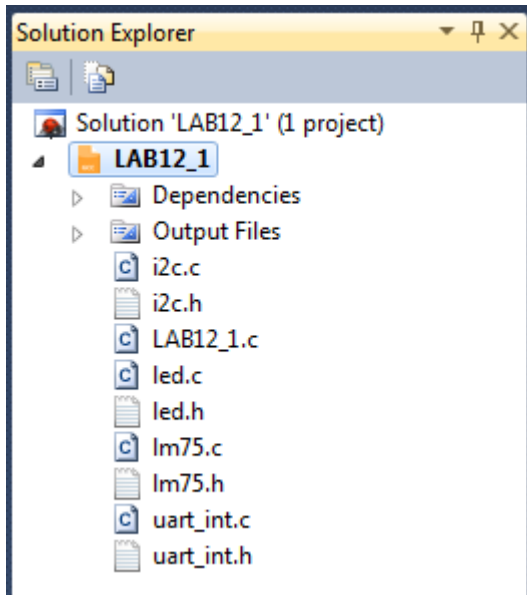 Solution Explorer
Solution 'LAB12_1' (1 project)
LAB12_1
Dependencies
Output Files
i2c.c
i2c.h
LAB12_1.c
led.c
led.h
lm75.c
lm75.h
uart_int.c
uart_int.h